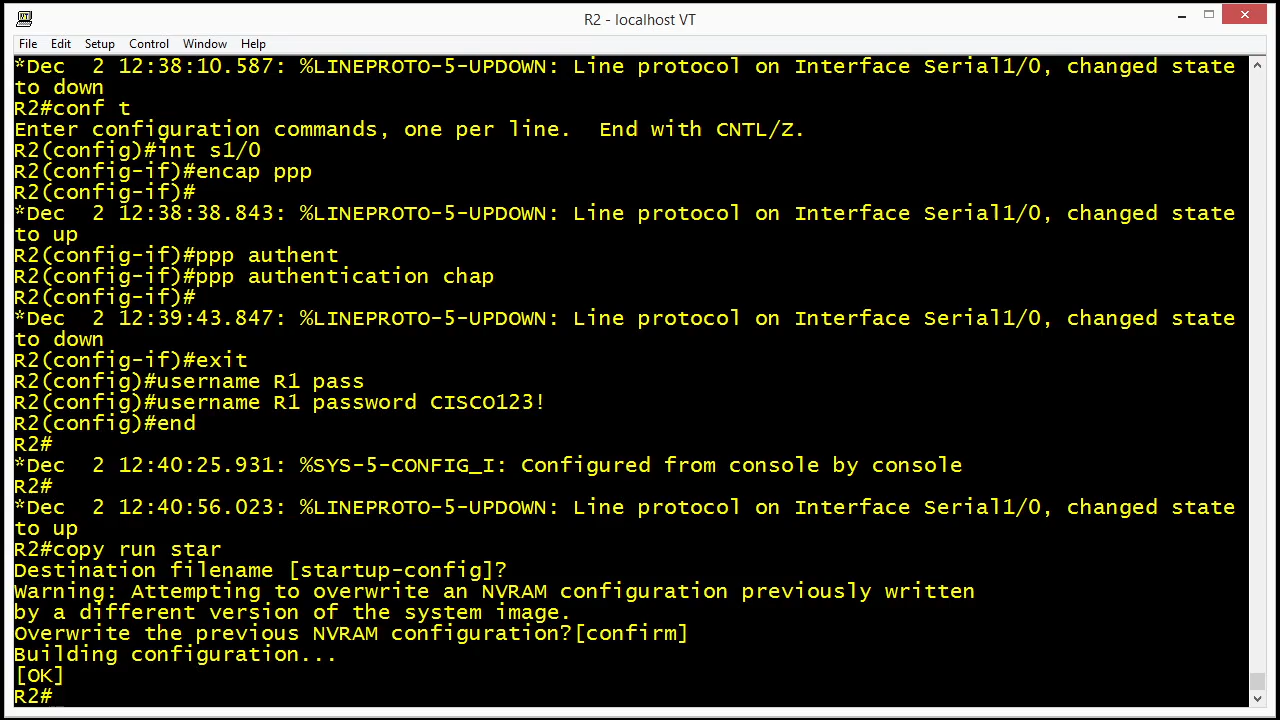 R2 - localhost VT
File Edit Setup Control Window Help
*Dec  2 12:38:10.587: %LINEPROTO-5-UPDOWN: Line protocol on Interface Serial1/0, changed state
to down
R2#conf t
Enter configuration commands, one per line.  End with CNTL/Z.
R2(config)#int s1/0
R2(config-if)#encap ppp
R2(config-if)#
*Dec  2 12:38:38.843: %LINEPROTO-5-UPDOWN: Line protocol on Interface Serial1/0, changed state
to up
R2(config-if)#ppp authent
R2(config-if)#ppp authentication chap
R2(config-if)#
*Dec  2 12:39:43.847: %LINEPROTO-5-UPDOWN: Line protocol on Interface Serial1/0, changed state
to down
R2(config-if)#exit
R2(config)#username R1 pass
R2(config)#username R1 password CISCO123!
R2(config)#end
R2#
*Dec  2 12:40:25.931: %SYS-5-CONFIG_I: Configured from console by console
R2#
*Dec  2 12:40:56.023: %LINEPROTO-5-UPDOWN: Line protocol on Interface Serial1/0, changed state
to up
R2#copy run star
Destination filename [startup-config]?
Warning: Attempting to overwrite an NVRAM configuration previously written
by a different version of the system image.
Overwrite the previous NVRAM configuration?[confirm]
Building configuration...
[OK]
R2#